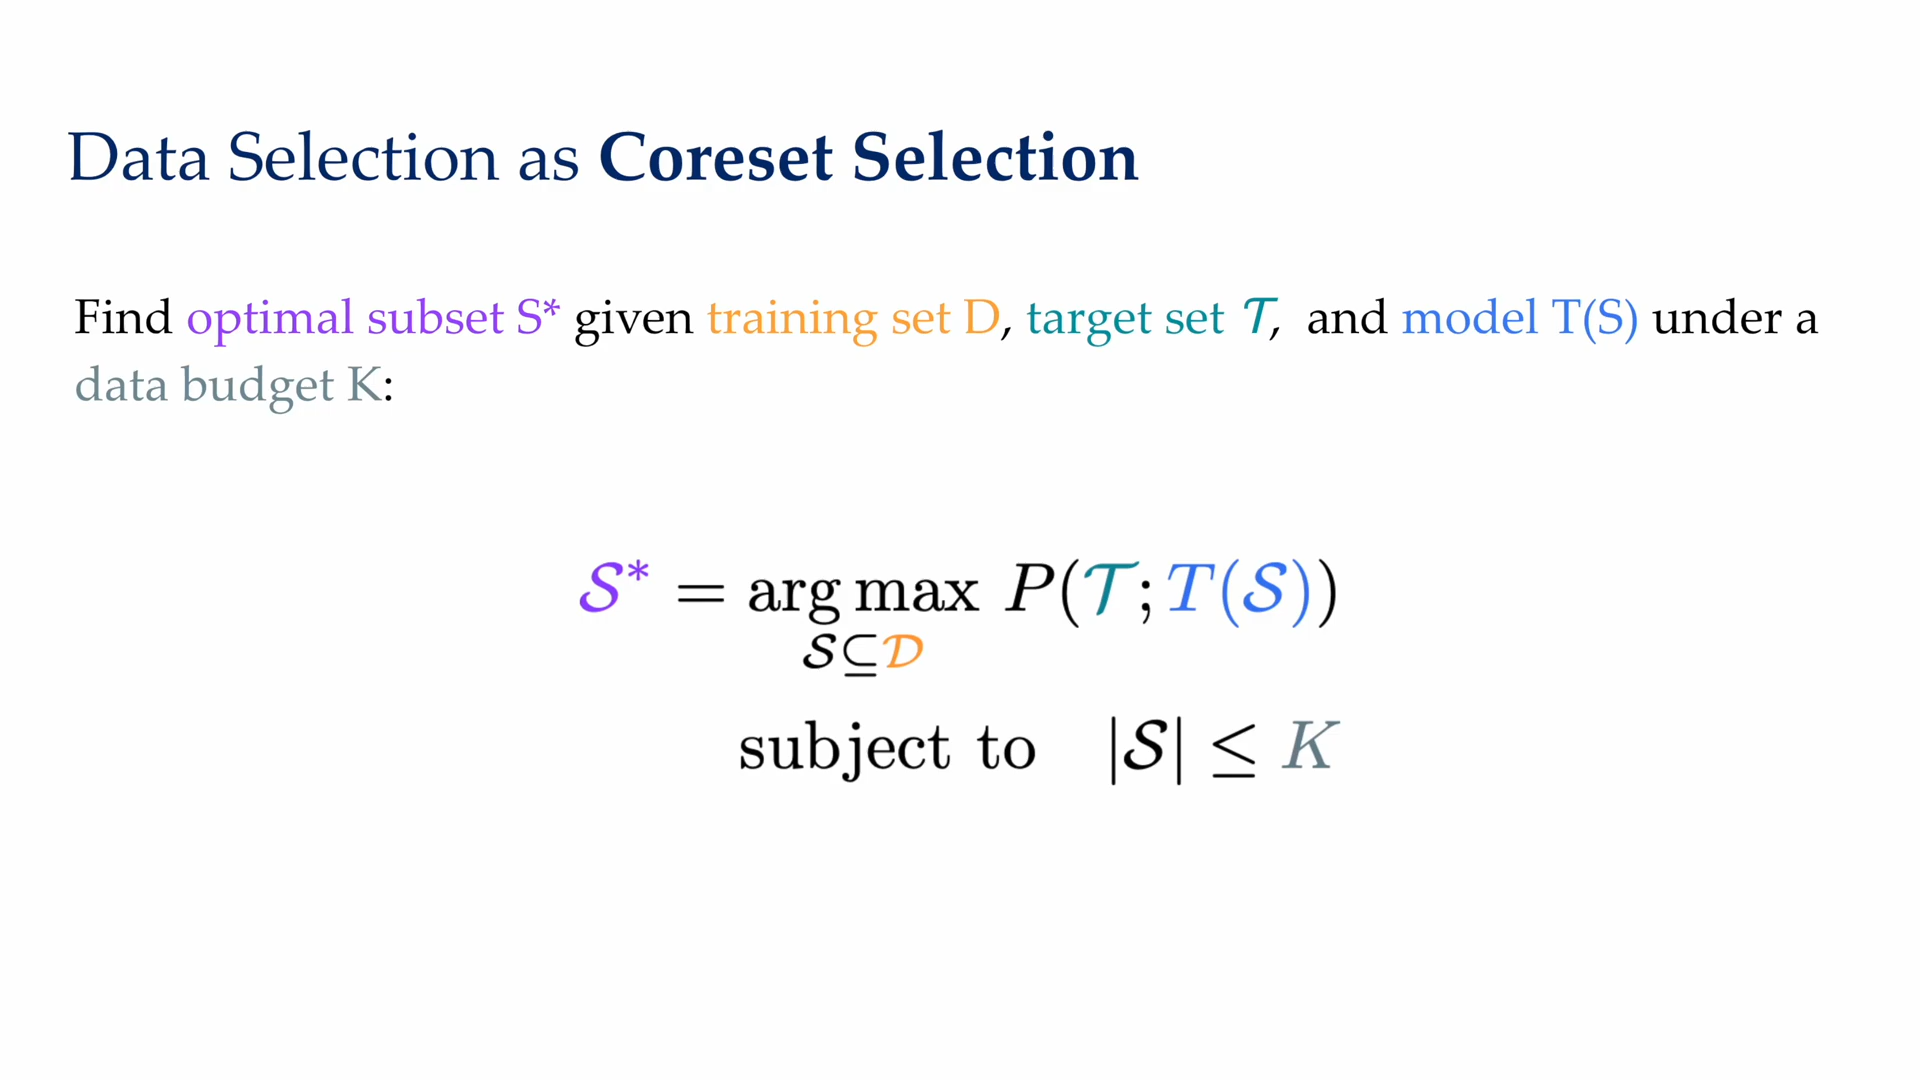 Data Selection as Coreset Selection
Find optimal subset S* given training set D, target set 𝒯, and model T(S) under a
data budget K:
𝒮* = arg max P(𝒯; T(𝒮))
𝒮⊆𝒟
subject to |𝒮| ≤ K